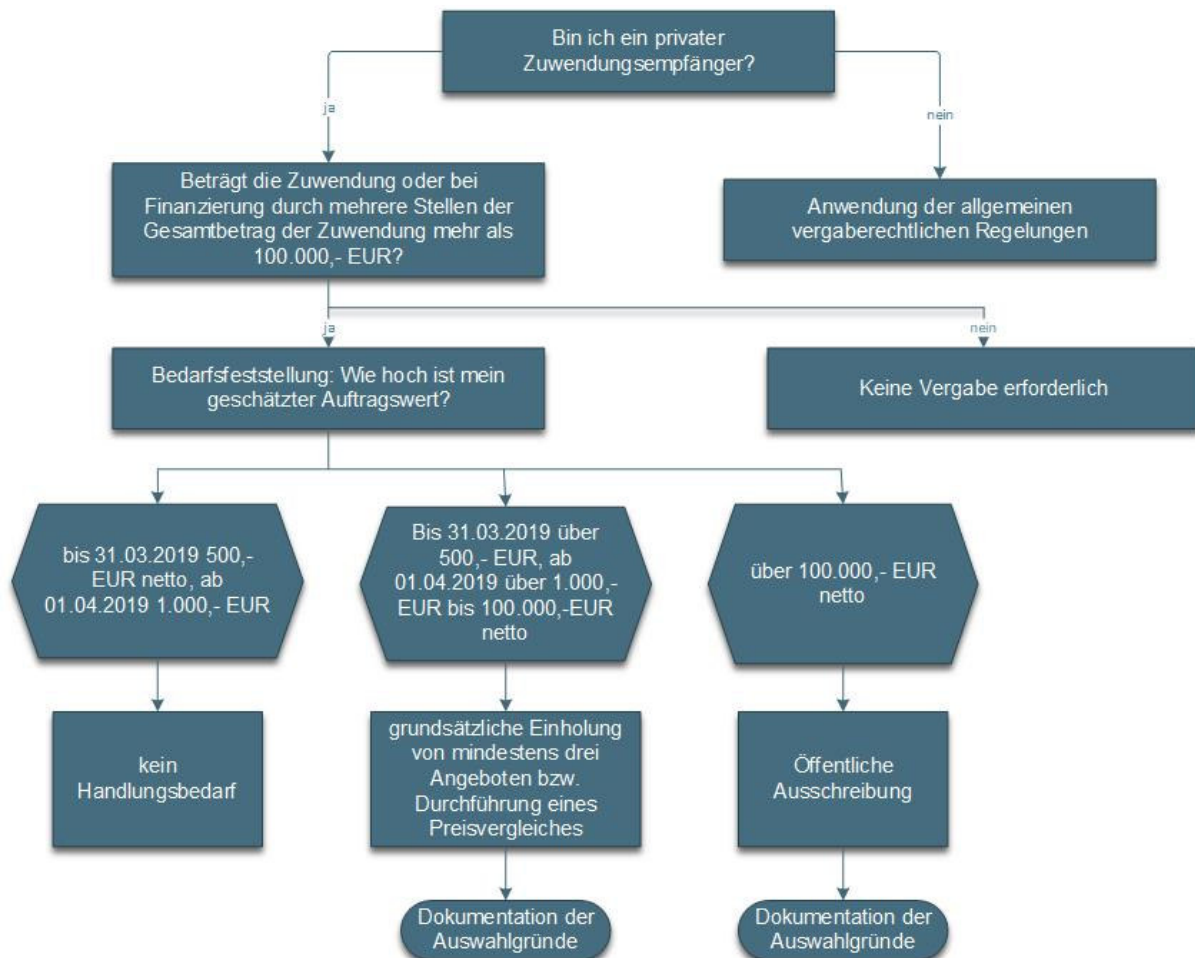 Bin ich ein privater
Zuwendungsempfänger?
ja
nein
Beträgt die Zuwendung oder bei
Finanzierung durch mehrere Stellen der
Gesamtbetrag der Zuwendung mehr als
100.000,- EUR?
Anwendung der allgemeinen
vergaberechtlichen Regelungen
ja
nein
Bedarfsfeststellung: Wie hoch ist mein
geschätzter Auftragswert?
Keine Vergabe erforderlich
bis 31.03.2019 500,-
EUR netto, ab
01.04.2019 1.000,- EUR
Bis 31.03.2019 über
500,- EUR, ab
01.04.2019 über 1.000,-
EUR bis 100.000,-EUR
netto
über 100.000,- EUR
netto
kein
Handlungsbedarf
grundsätzliche Einholung
von mindestens drei
Angeboten bzw.
Durchführung eines
Preisvergleiches
Öffentliche
Ausschreibung
Dokumentation der
Auswahlgründe
Dokumentation der
Auswahlgründe